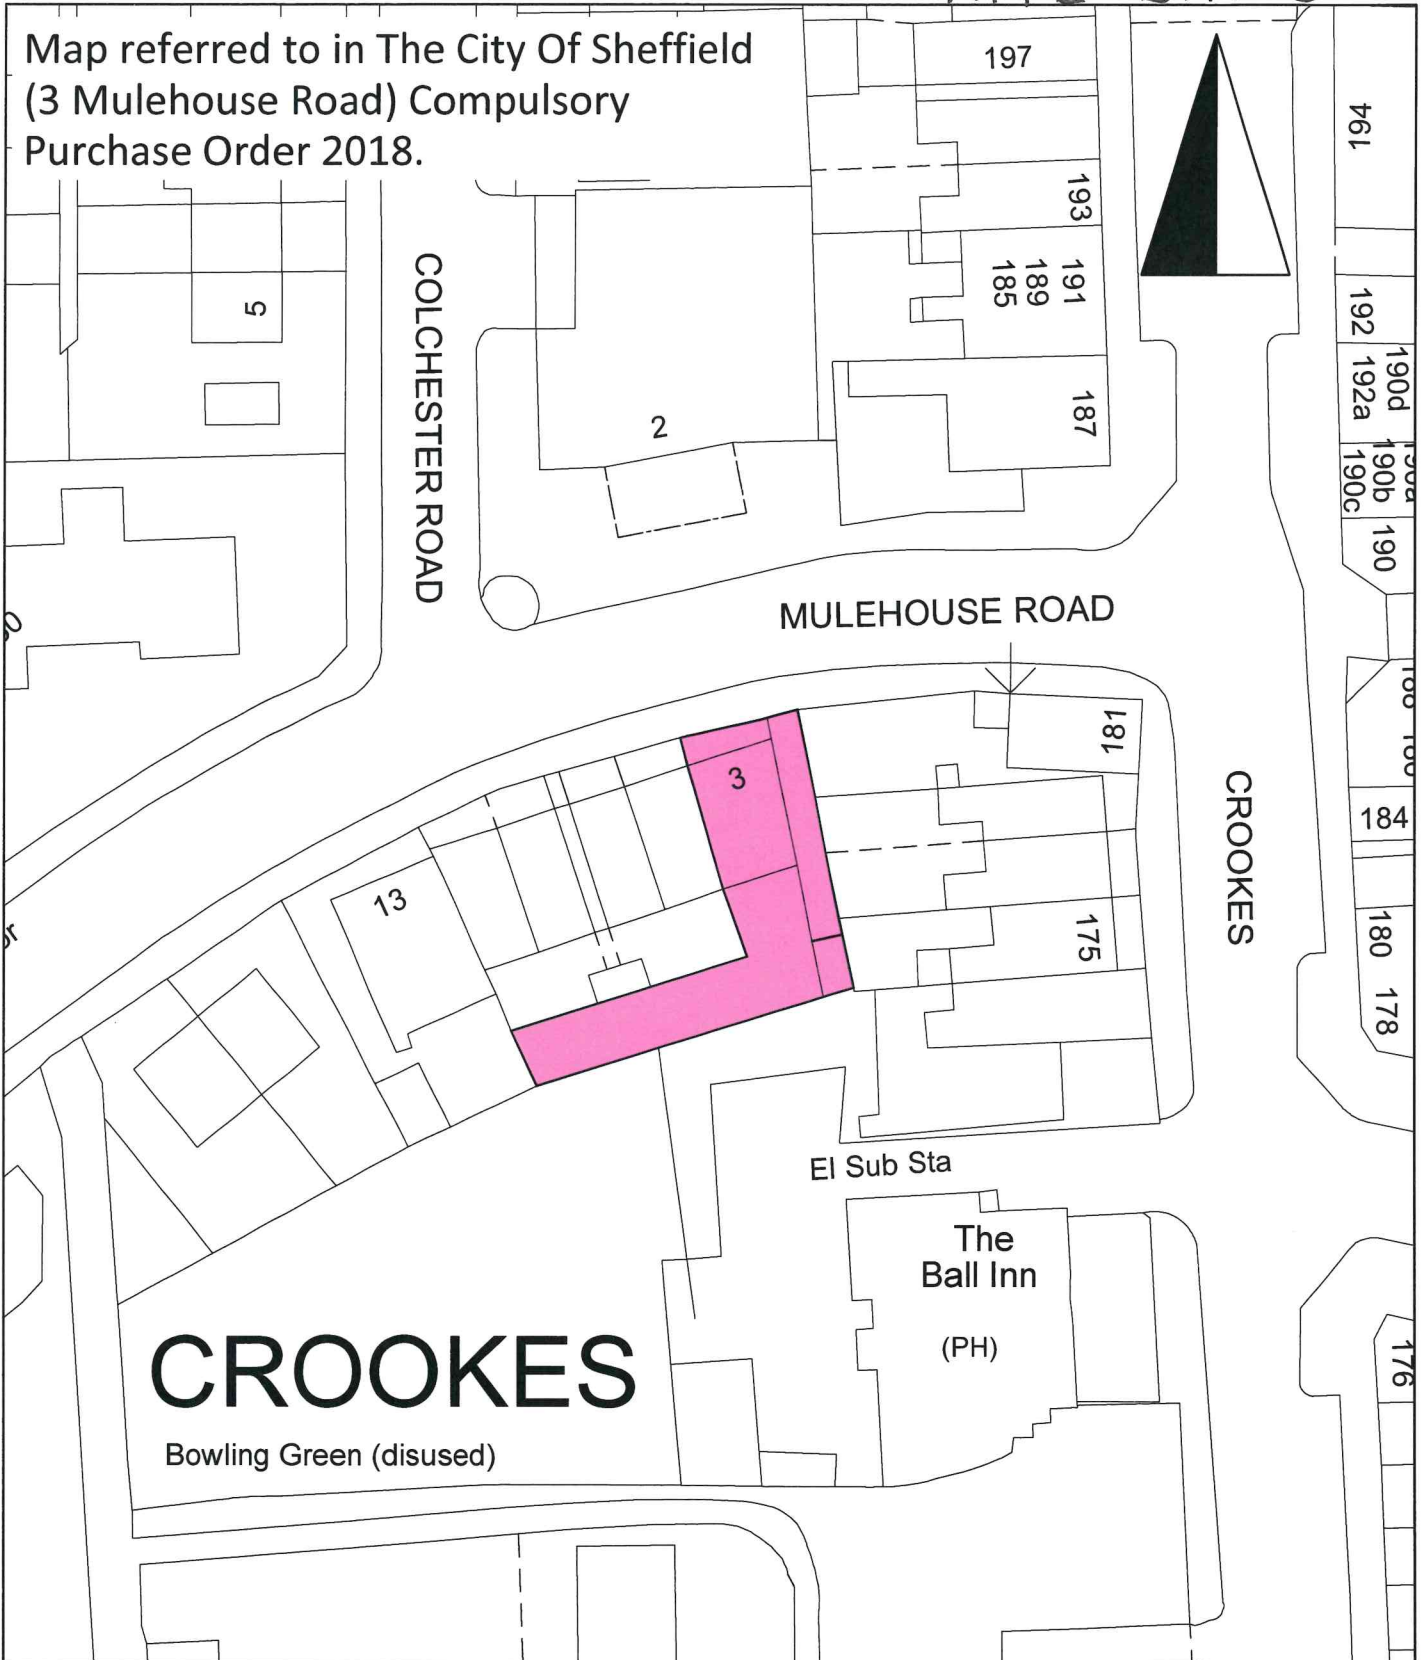 Map referred to in The City Of Sheffield
(3 Mulehouse Road) Compulsory
Purchase Order 2018.
197
194
193
191
189
185
5
COLCHESTER ROAD
192
190d
192a
187
2
190b
190c
190
MULEHOUSE ROAD
181
3
CROOKES
184
13
175
180
178
El Sub Sta
The
Ball Inn
(PH)
CROOKES
176
Bowling Green (disused)